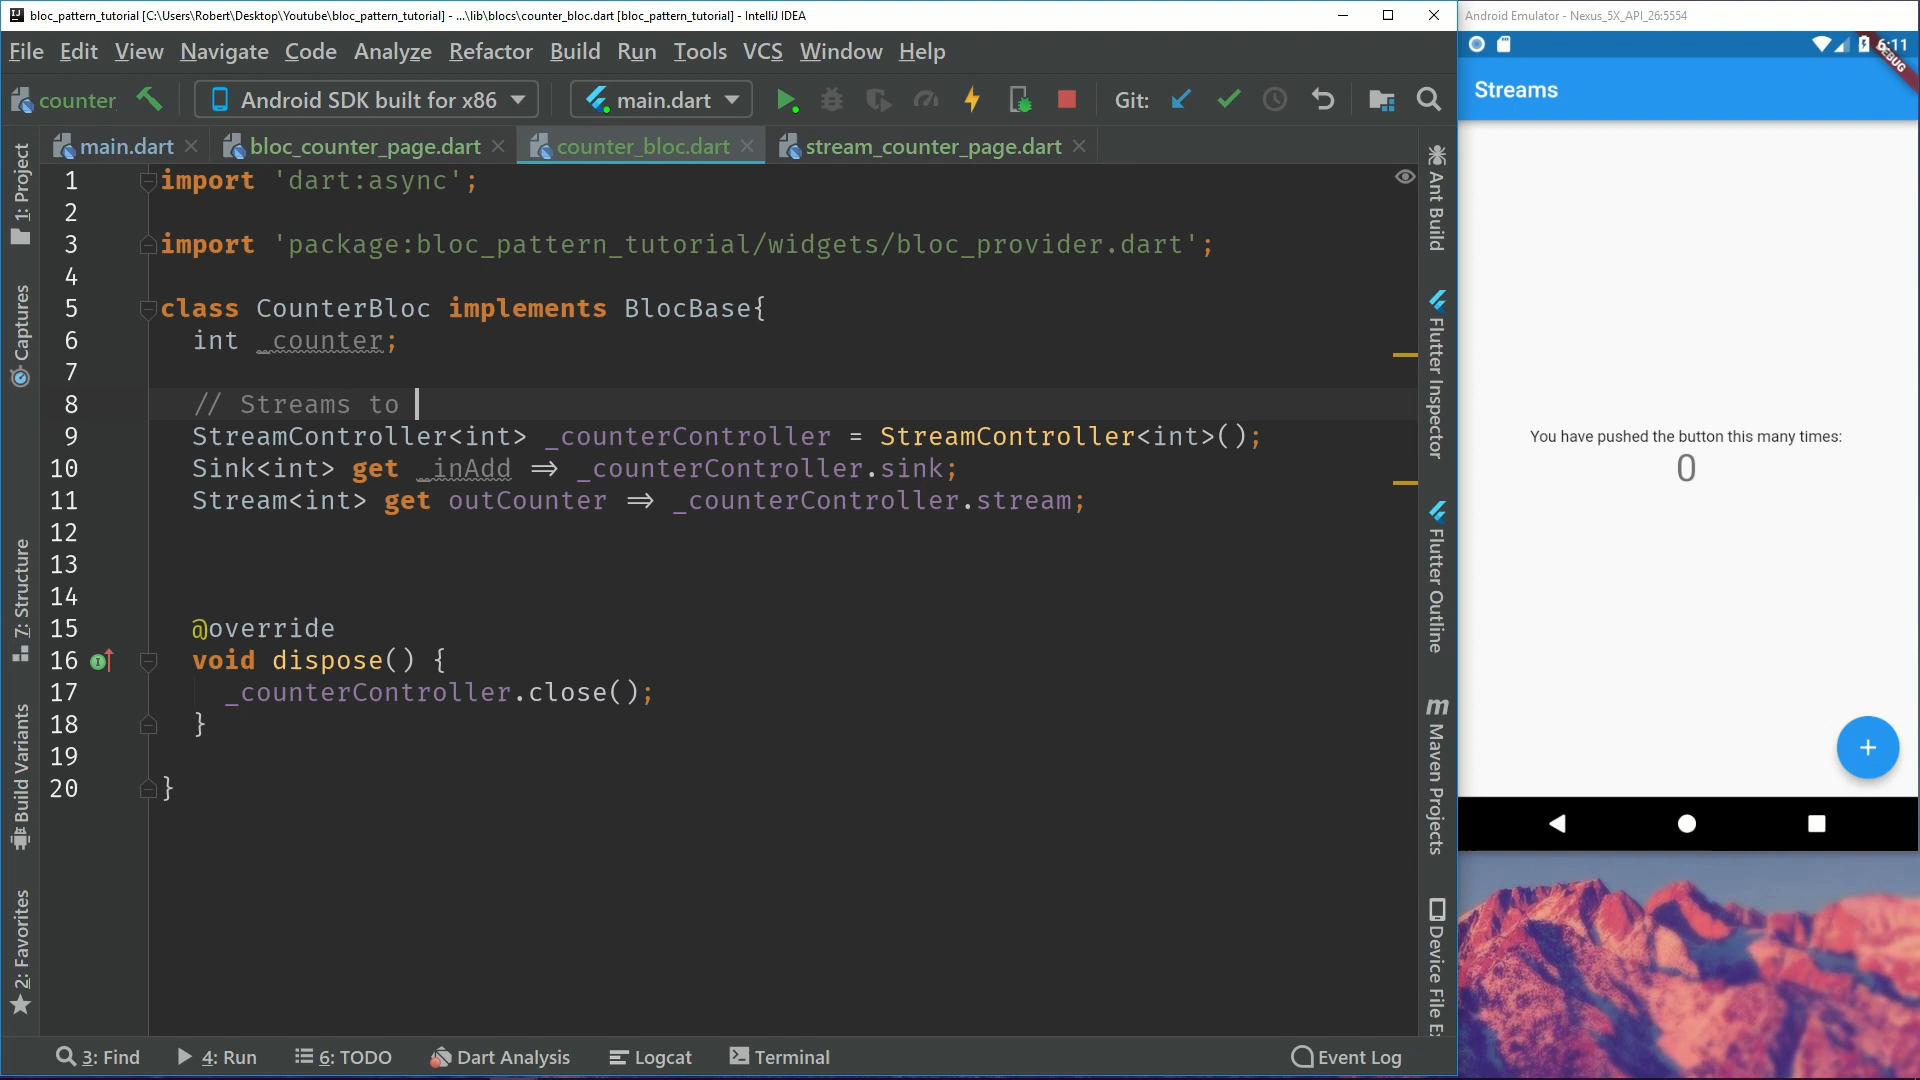 bloc_pattern_tutorial [C:\Users\Robert\Desktop\Youtube\bloc_pattern_tutorial] - ...\lib\blocs\counter_bloc.dart [bloc_pattern_tutorial] - IntelliJ IDEA
File Edit View Navigate Code Analyze Refactor Build Run Tools VCS Window Help
counter Android SDK built for x86 main.dart Git:
main.dart bloc_counter_page.dart counter_bloc.dart stream_counter_page.dart
1 import 'dart:async';
2
3 import 'package:bloc_pattern_tutorial/widgets/bloc_provider.dart';
4
5 class CounterBloc implements BlocBase{
6 int _counter;
7
8 // Streams to
9 StreamController<int> _counterController = StreamController<int>();
10 Sink<int> get _inAdd => _counterController.sink;
11 Stream<int> get outCounter => _counterController.stream;
12
13
14
15 @override
16 void dispose() {
17 _counterController.close();
18 }
19
20 }
1: Project
Captures
7: Structure
Build Variants
2: Favorites
Ant Build
Flutter Inspector
Flutter Outline
Maven Projects
Device File E
3: Find 4: Run 6: TODO Dart Analysis Logcat Terminal Event Log
Android Emulator - Nexus_5X_API_26:5554
6:11
DEBUG
Streams
You have pushed the button this many times:
0